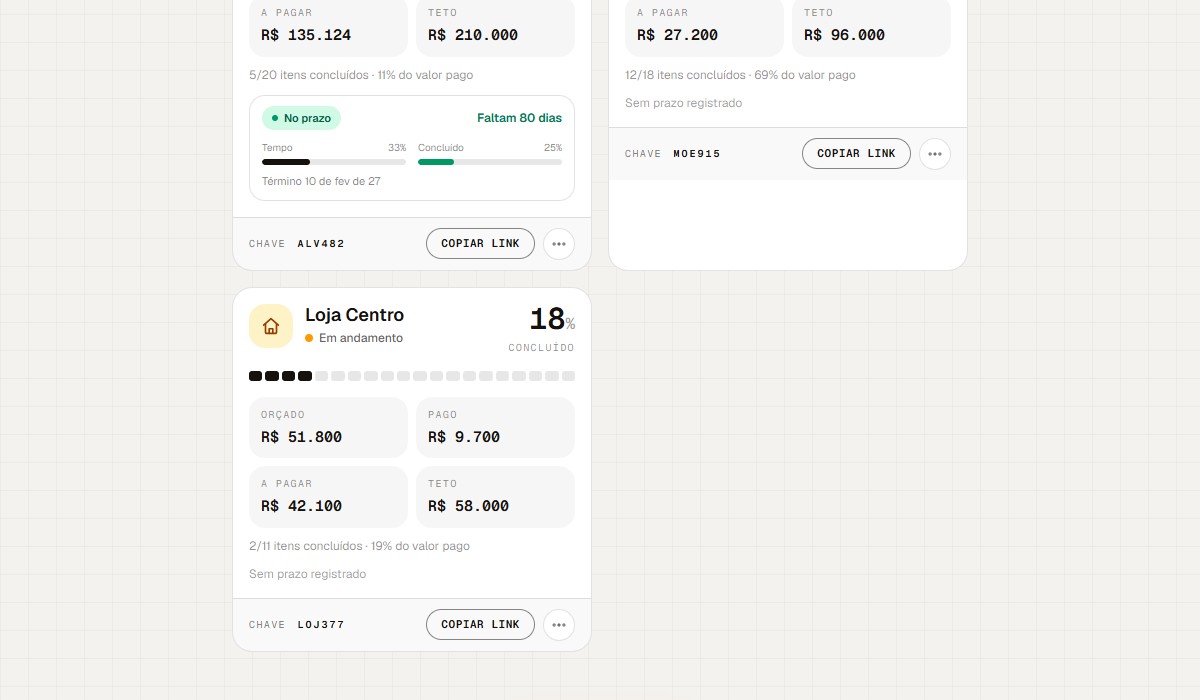 A PAGAR
R$ 135.124
TETO
R$ 210.000
5/20 itens concluídos · 11% do valor pago
No prazo
Faltam 80 dias
Tempo 33%
Concluído 25%
Término 10 de fev de 27
CHAVE ALV482
COPIAR LINK
A PAGAR
R$ 27.200
TETO
R$ 96.000
12/18 itens concluídos · 69% do valor pago
Sem prazo registrado
CHAVE MOE915
COPIAR LINK
Loja Centro
Em andamento
18%
CONCLUÍDO
ORÇADO
R$ 51.800
PAGO
R$ 9.700
A PAGAR
R$ 42.100
TETO
R$ 58.000
2/11 itens concluídos · 19% do valor pago
Sem prazo registrado
CHAVE LOJ377
COPIAR LINK